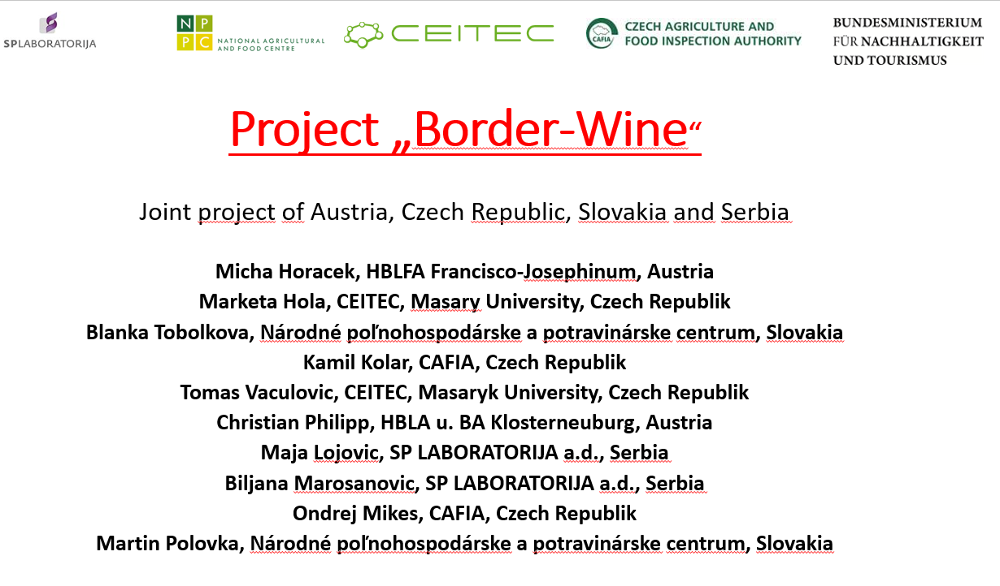 SPLABORATORIJA
NP
PC
NATIONAL AGRICULTURAL
AND FOOD CENTRE
CEITEC
CAFIA
CZECH AGRICULTURE AND
FOOD INSPECTION AUTHORITY
BUNDESMINISTERIUM
FÜR NACHHALTIGKEIT
UND TOURISMUS
Project „Border-Wine“
Joint project of Austria, Czech Republic, Slovakia and Serbia
Micha Horacek, HBLFA Francisco-Josephinum, Austria
Marketa Hola, CEITEC, Masary University, Czech Republik
Blanka Tobolkova, Národné poľnohospodárske a potravinárske centrum, Slovakia
Kamil Kolar, CAFIA, Czech Republik
Tomas Vaculovic, CEITEC, Masaryk University, Czech Republik
Christian Philipp, HBLA u. BA Klosterneuburg, Austria
Maja Lojovic, SP LABORATORIJA a.d., Serbia
Biljana Marosanovic, SP LABORATORIJA a.d., Serbia
Ondrej Mikes, CAFIA, Czech Republik
Martin Polovka, Národné poľnohospodárske a potravinárske centrum, Slovakia